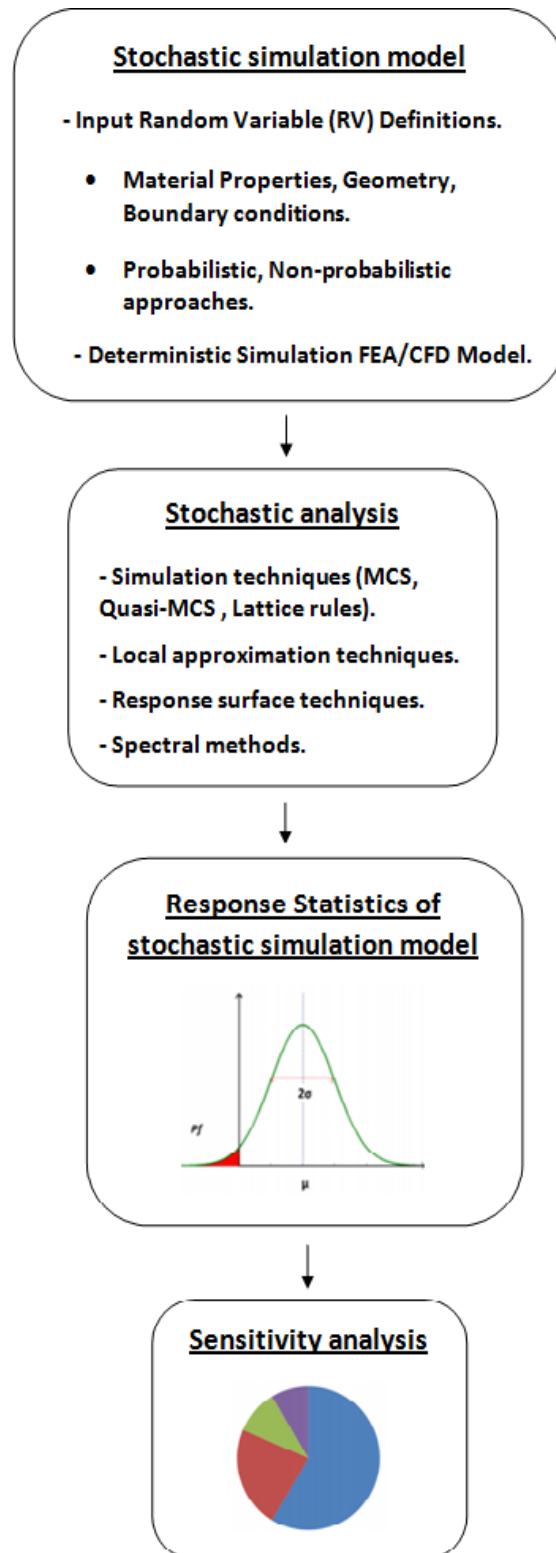 Stochastic simulation model
- Input Random Variable (RV) Definitions.
• Material Properties, Geometry,
Boundary conditions.
• Probabilistic, Non-probabilistic
approaches.
- Deterministic Simulation FEA/CFD Model.
Stochastic analysis
- Simulation techniques (MCS,
Quasi-MCS , Lattice rules).
- Local approximation techniques.
- Response surface techniques.
- Spectral methods.
Response Statistics of
stochastic simulation model
2σ
Pf
μ
Sensitivity analysis